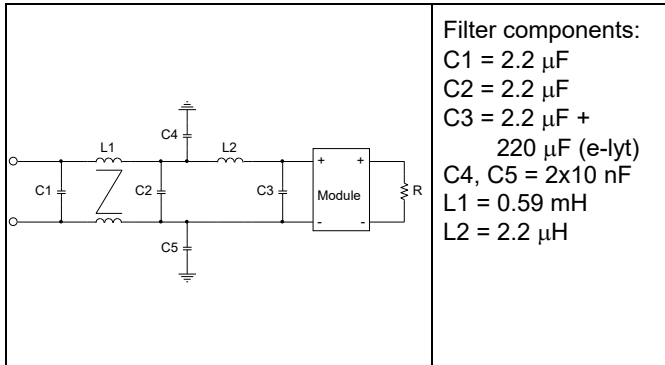 C4
L1
L2
C1
C2
C3
+
+
Module
R
-
-
C5
Filter components:
C1 = 2.2 μF
C2 = 2.2 μF
C3 = 2.2 μF +
220 μF (e-lyt)
C4, C5 = 2x10 nF
L1 = 0.59 mH
L2 = 2.2 μH